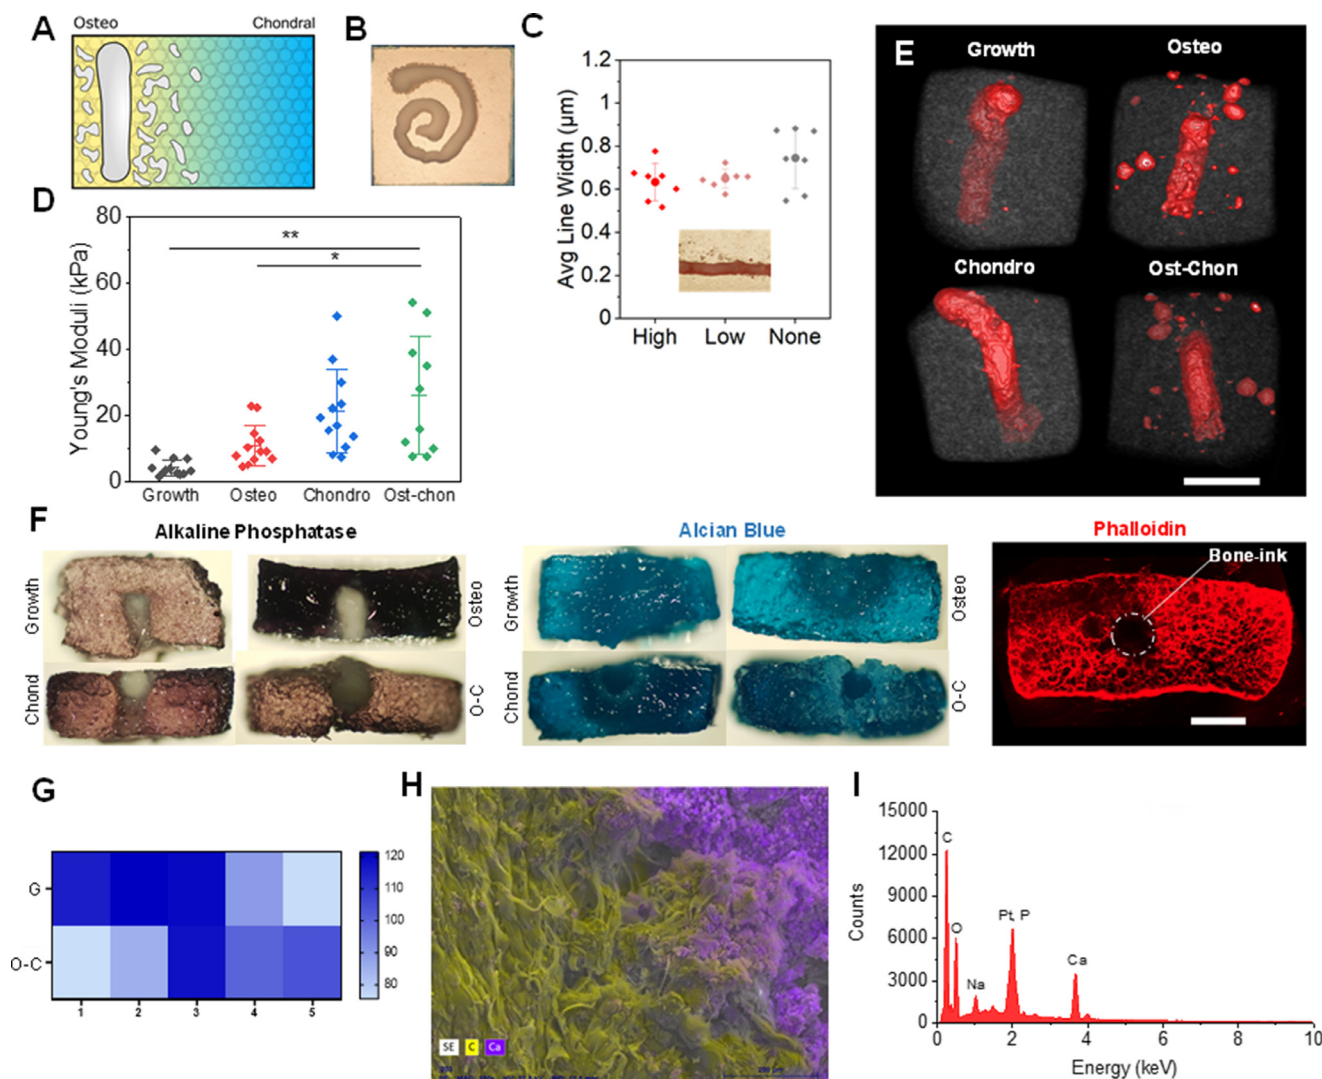 A
Osteo
Chondral
B
C
Avg Line Width (μm)
1.2
1
0.8
0.6
0.4
0.2
0
High
Low
None
D
Young's Moduli (kPa)
80
60
40
20
0
**
*
Growth
Osteo
Chondro
Ost-chon
E
Growth
Osteo
Chondro
Ost-Chon
F
Alkaline Phosphatase
Growth
Osteo
Chond
O-C
Alcian Blue
Growth
Osteo
Chond
O-C
Phalloidin
Bone-ink
G
G
O-C
1
2
3
4
5
120
110
100
90
80
H
SE
C
Ca
I
Counts
15000
12000
9000
6000
3000
0
C
O
Na
Pt, P
Ca
0
2
4
6
8
10
Energy (keV)